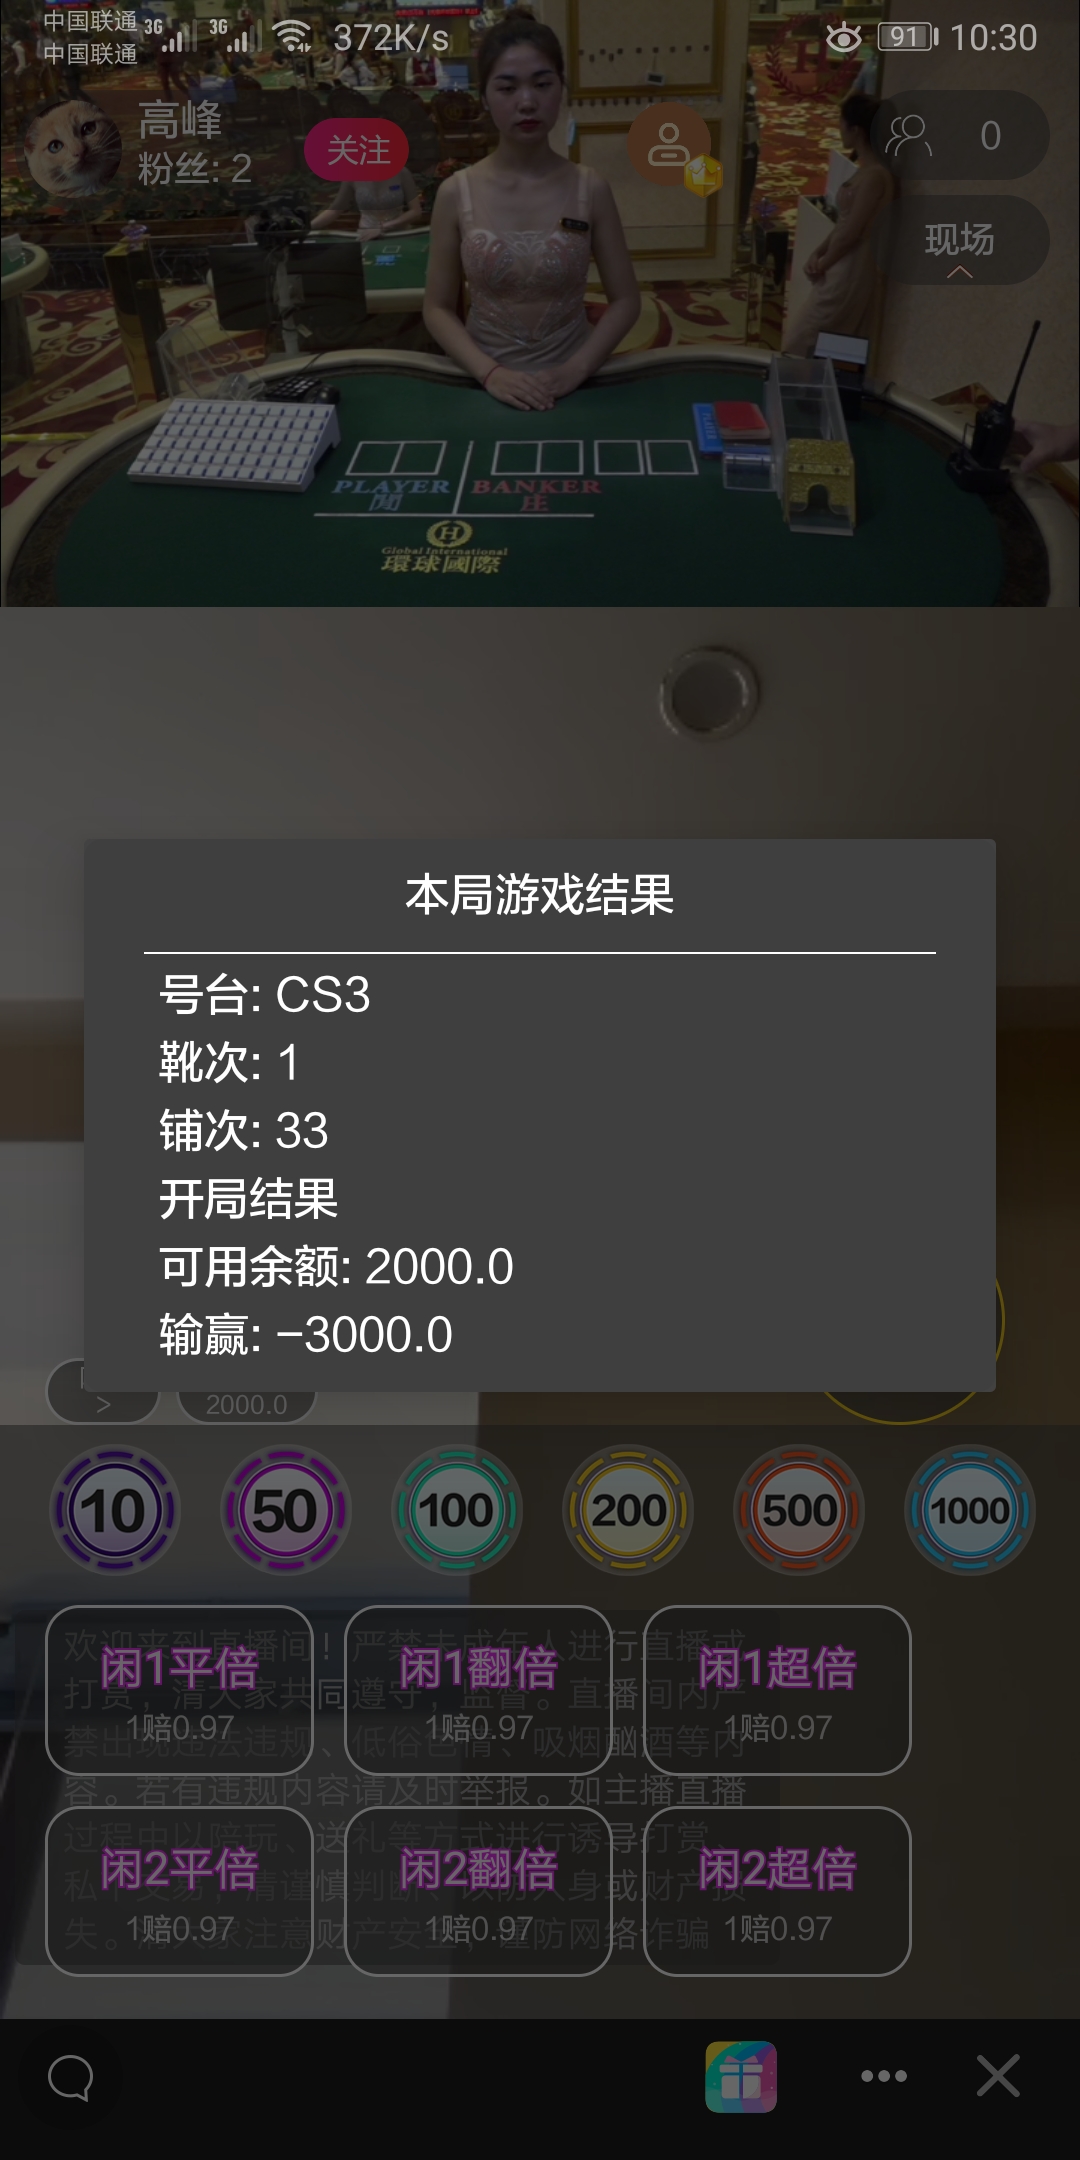 中国联通 3G 3G 372K/s 91 10:30
中国联通
高峰
粉丝: 2
关注
0
现场
PLAYER
閒
BANKER
庄
PLAYER
H
Global International
環球國際
本局游戏结果
号台: CS3
靴次: 1
铺次: 33
开局结果
可用余额: 2000.0
输赢: −3000.0
>
2000.0
10 50 100 200 500 1000
欢迎来到直播间！严禁未成年人进行直播或
打赏，请大家共同遵守，监督。直播间内严
禁出现违法违规、低俗色情、吸烟酗酒等内
容。若有违规内容请及时举报。如主播直播
过程中以陪玩、送礼等方式进行诱导打赏、
私下交易，请谨慎判断，以防人身或财产损
失。请大家注意财产安全，谨防网络诈骗
闲1平倍 闲1翻倍 闲1超倍
1赔0.97 1赔0.97 1赔0.97
闲2平倍 闲2翻倍 闲2超倍
1赔0.97 1赔0.97 1赔0.97